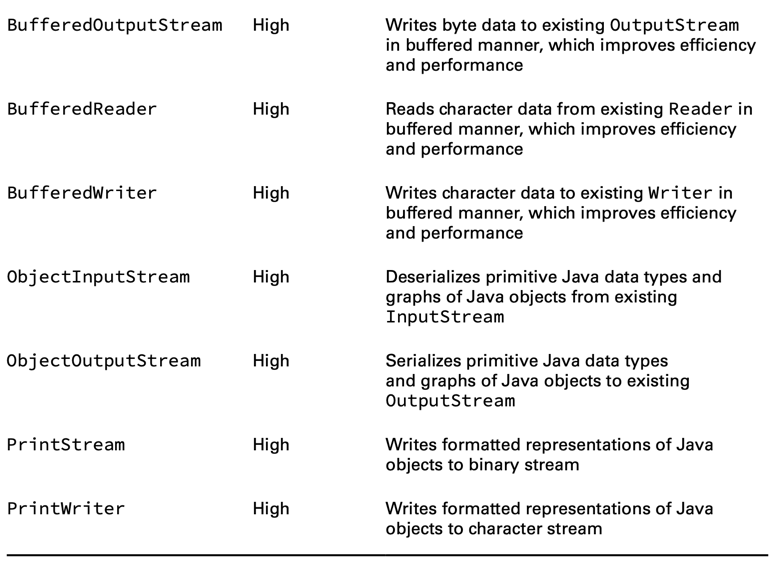 BufferedOutputStream High Writes byte data to existing OutputStream
in buffered manner, which improves efficiency
and performance
BufferedReader High Reads character data from existing Reader in
buffered manner, which improves efficiency
and performance
BufferedWriter High Writes character data to existing Writer in
buffered manner, which improves efficiency
and performance
ObjectInputStream High Deserializes primitive Java data types and
graphs of Java objects from existing
InputStream
ObjectOutputStream High Serializes primitive Java data types
and graphs of Java objects to existing
OutputStream
PrintStream High Writes formatted representations of Java
objects to binary stream
PrintWriter High Writes formatted representations of Java
objects to character stream